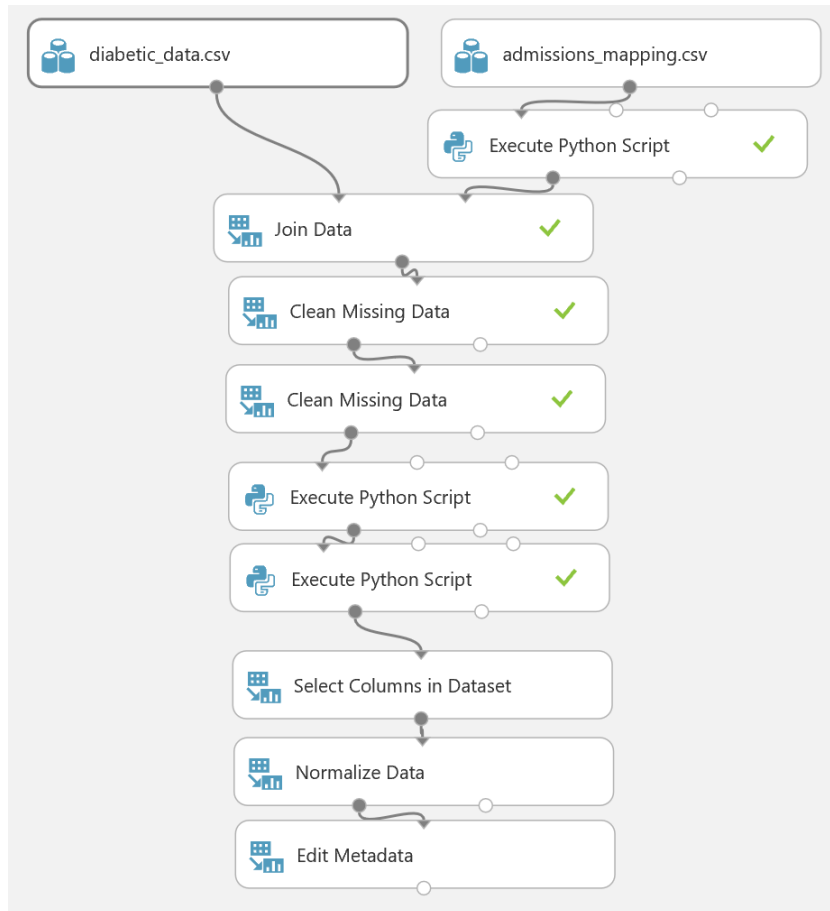 diabetic_data.csv
admissions_mapping.csv
Execute Python Script
Join Data
Clean Missing Data
Clean Missing Data
Execute Python Script
Execute Python Script
Select Columns in Dataset
Normalize Data
Edit Metadata